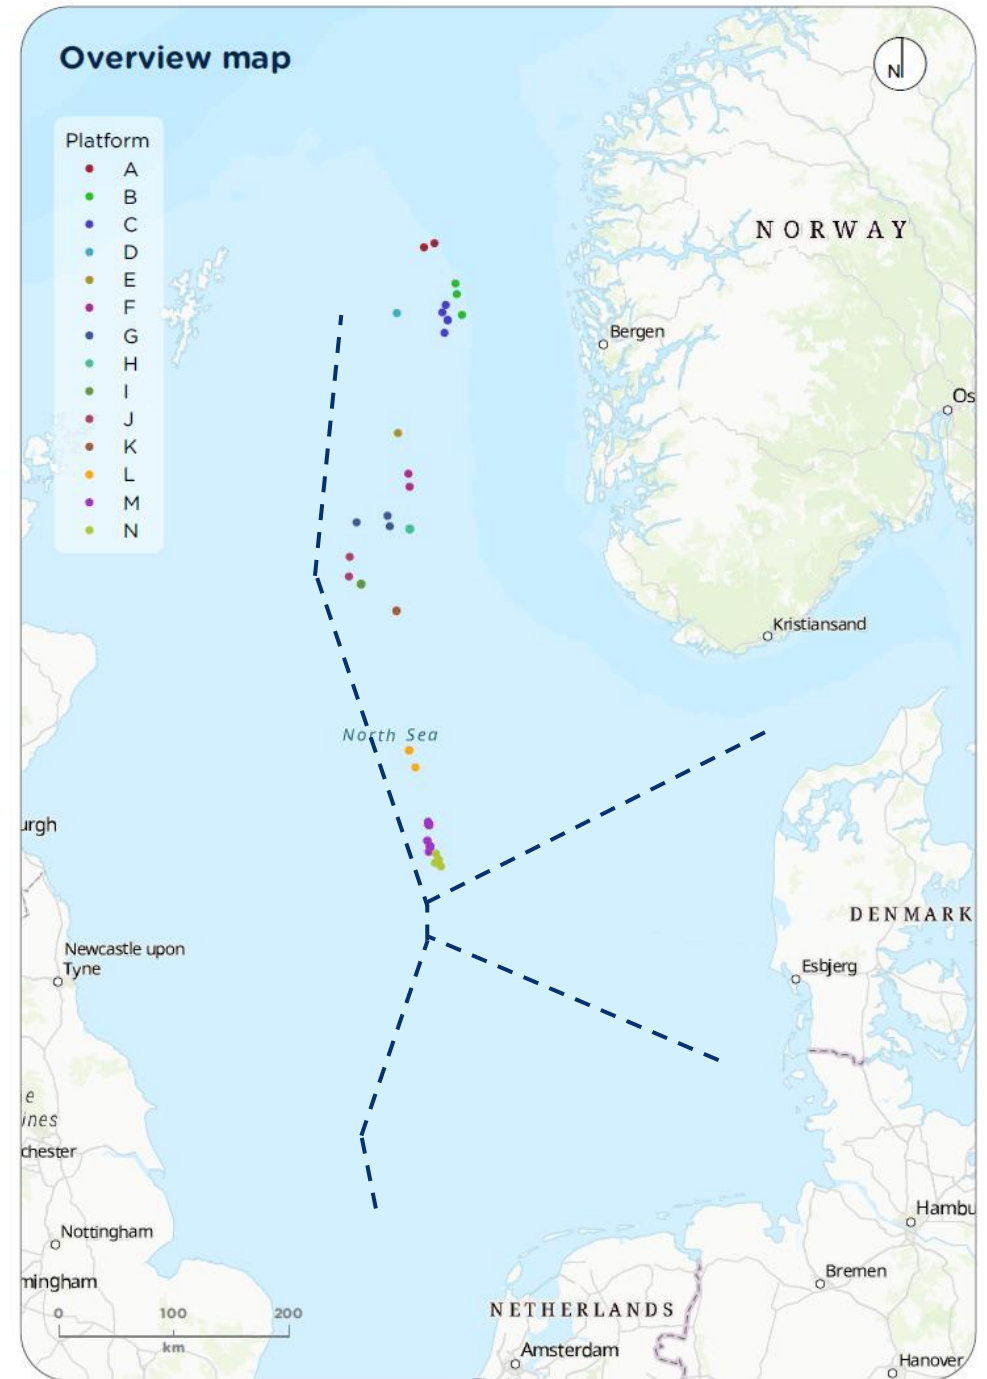 Overview map
N
Platform
A
B
C
D
E
F
G
H
I
J
K
L
M
N
NORWAY
Bergen
Os
Kristiansand
North Sea
urgh
DENMARK
Newcastle upon
Tyne
Esbjerg
e
ines
chester
Nottingham
Hambu
Bremen
mingham
0 100 200
km
NETHERLANDS
Amsterdam
Hanover